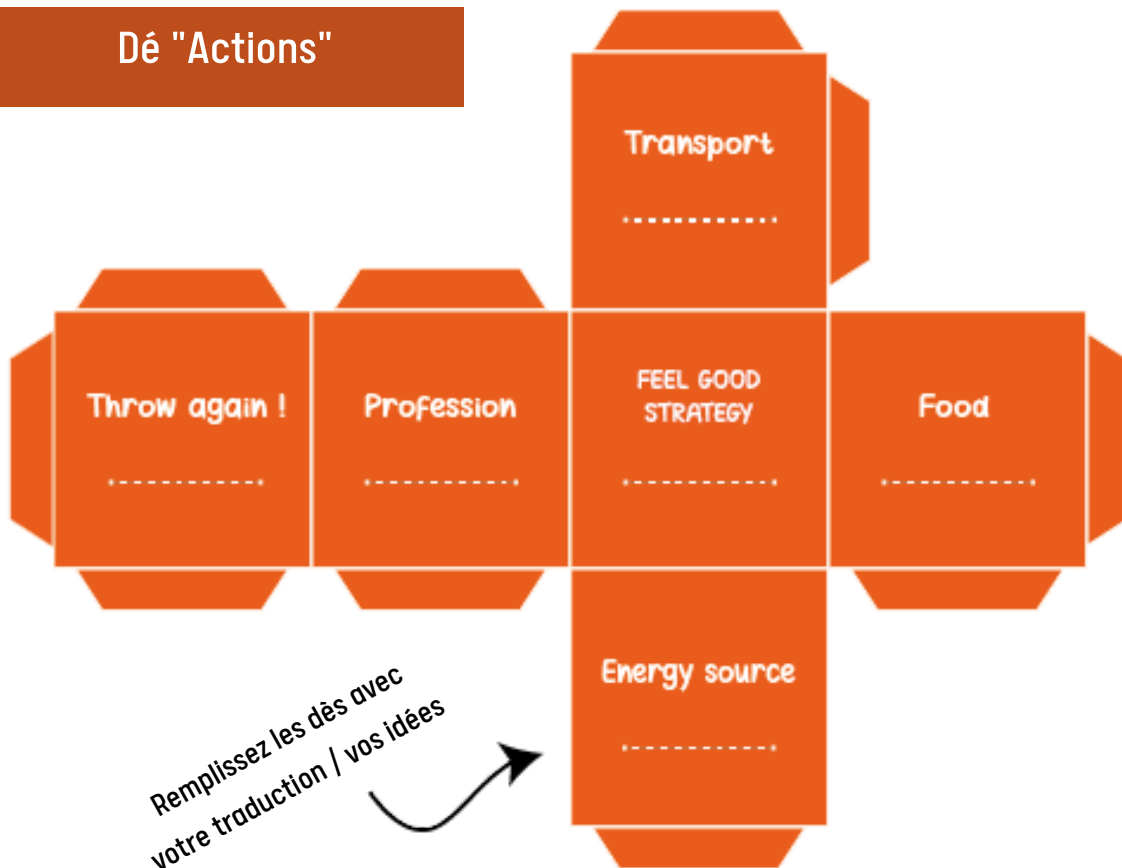 Dé "Actions"
Transport
Throw again !
Profession
FEEL GOOD
STRATEGY
Food
Energy source
Remplissez les dès avec
votre traduction / vos idées